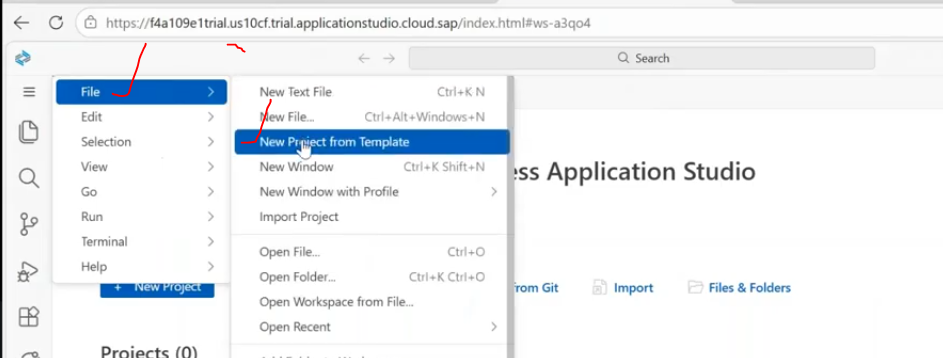 https://f4a109e1trial.us10cf.trial.applicationstudio.cloud.sap/index.html#ws-a3qo4
Search
File
Edit
Selection
View
Go
Run
Terminal
Help
New Text File Ctrl+K N
New File... Ctrl+Alt+Windows+N
New Project from Template
New Window Ctrl+K Shift+N
New Window with Profile
Import Project
Open File... Ctrl+O
Open Folder... Ctrl+K Ctrl+O
Open Workspace from File...
Open Recent
ess Application Studio
+ New Project
from Git
Import
Files & Folders
Projects (0)